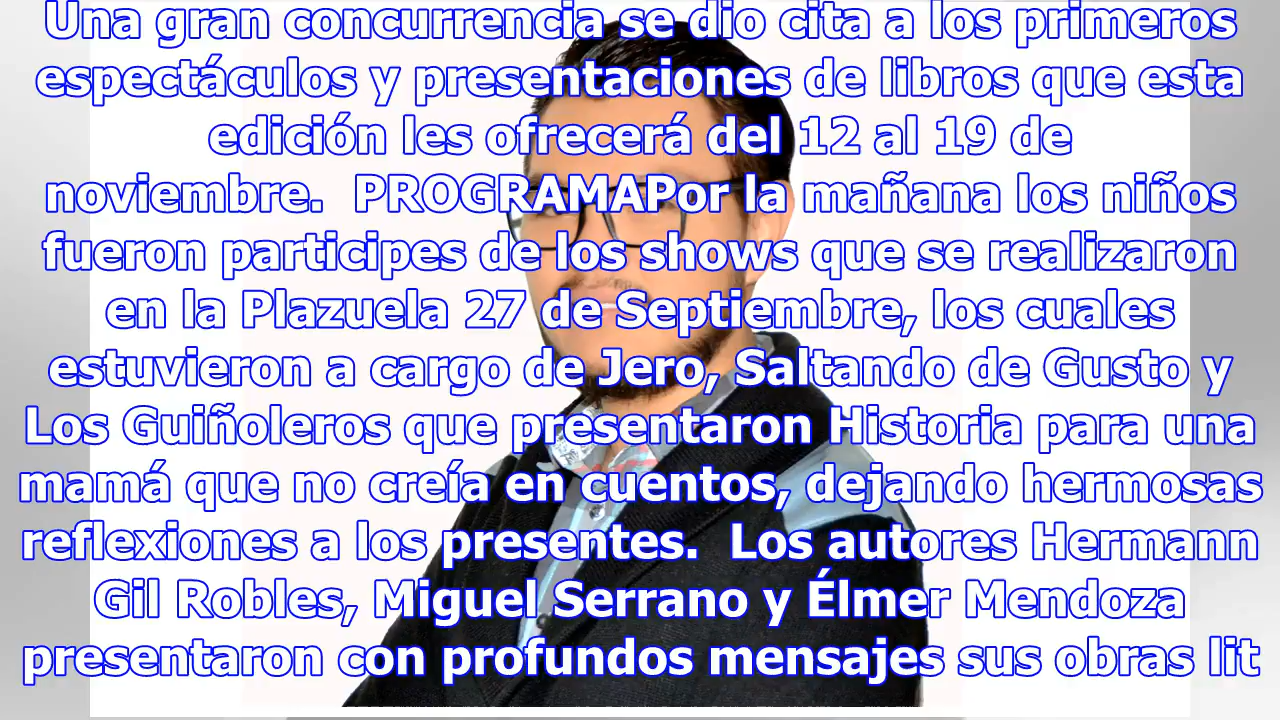 Una gran concurrencia se dio cita a los primeros
espectáculos y presentaciones de libros que esta
edición les ofrecerá del 12 al 19 de
noviembre.  PROGRAMAPor la mañana los niños
fueron participes de los shows que se realizaron
en la Plazuela 27 de Septiembre, los cuales
estuvieron a cargo de Jero, Saltando de Gusto y
Los Guiñoleros que presentaron Historia para una
mamá que no creía en cuentos, dejando hermosas
reflexiones a los presentes.  Los autores Hermann
Gil Robles, Miguel Serrano y Élmer Mendoza
presentaron con profundos mensajes sus obras lit